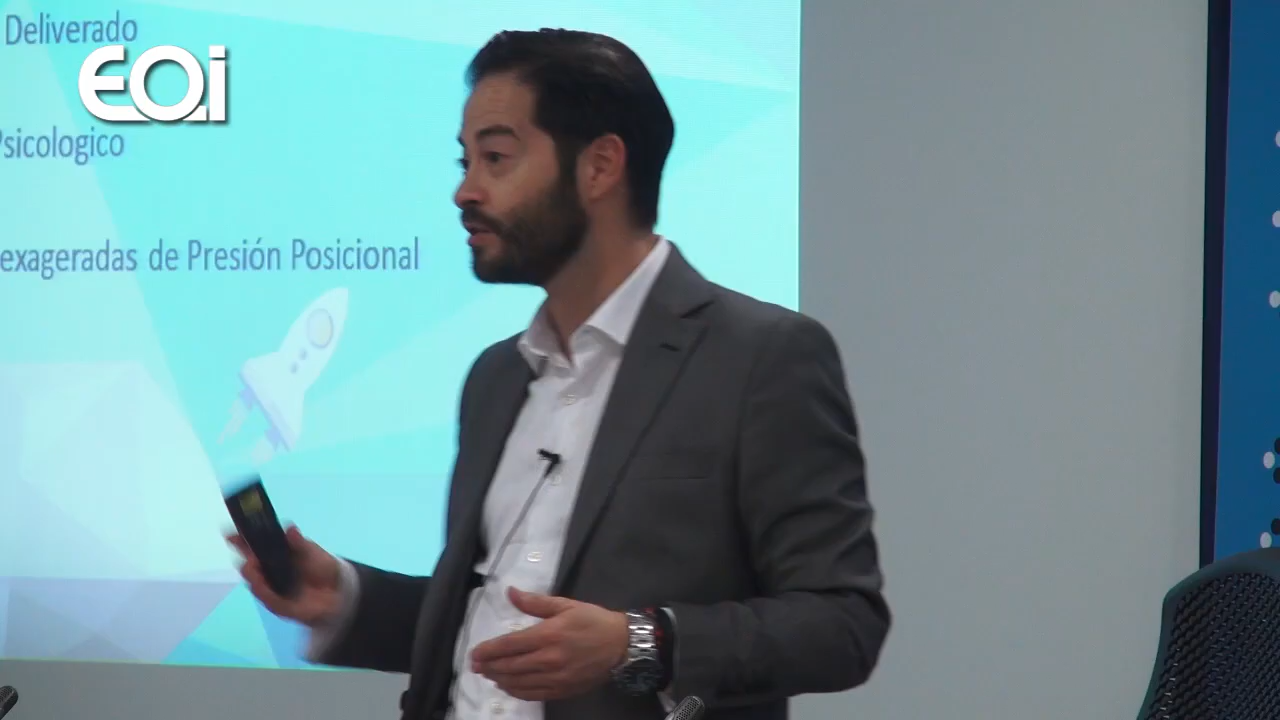 Deliverado
EOi
Psicologico
exageradas de Presión Posicional